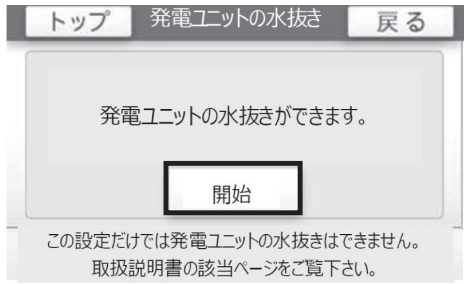 トップ 発電ユニットの水抜き 戻る
発電ユニットの水抜きができます。
開始
この設定だけでは発電ユニットの水抜きはできません。
取扱説明書の該当ページをご覧下さい。